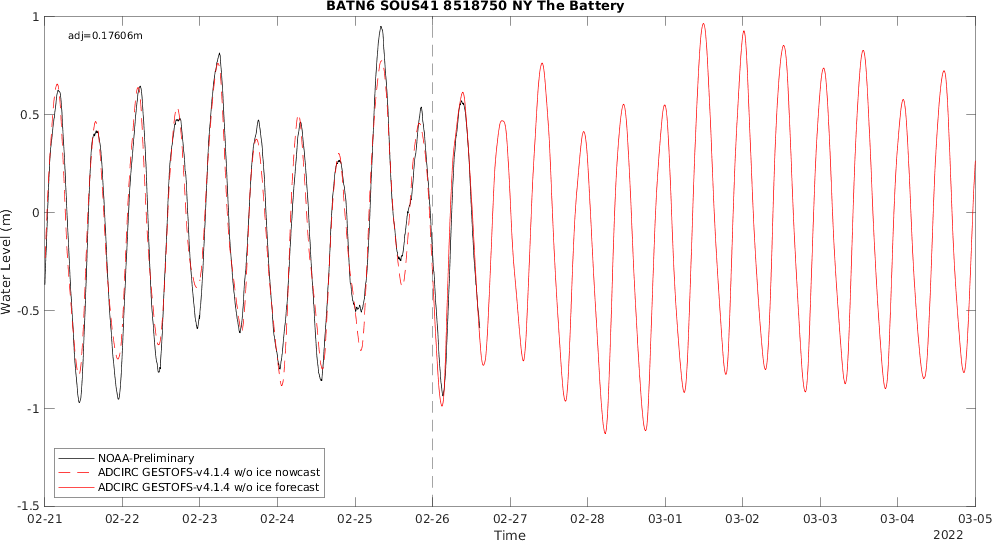 BATN6 SOUS41 8518750 NY The Battery
adj=0.17606m
1
0.5
0
-0.5
-1
-1.5
Water Level (m)
NOAA-Preliminary
ADCIRC GESTOFS-v4.1.4 w/o ice nowcast
ADCIRC GESTOFS-v4.1.4 w/o ice forecast
02-21 02-22 02-23 02-24 02-25 02-26 02-27 02-28 03-01 03-02 03-03 03-04 03-05
Time
2022